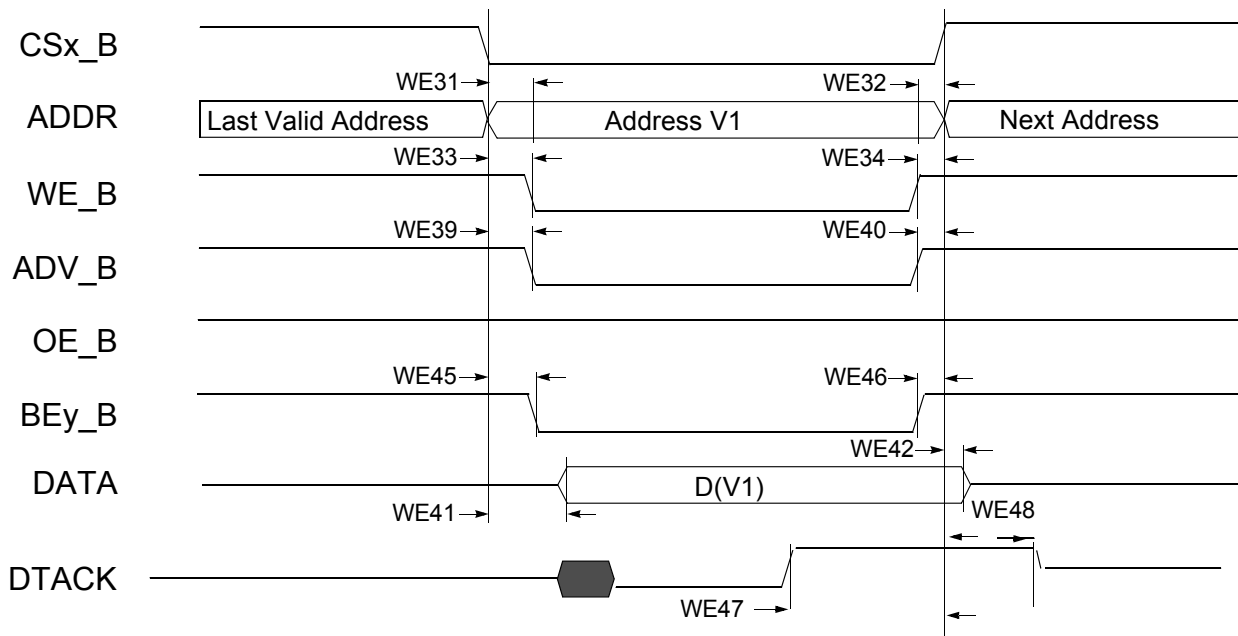 CSx_B
WE31
WE32
ADDR
Last Valid Address
Address V1
Next Address
WE33
WE34
WE_B
WE39
WE40
ADV_B
OE_B
WE45
WE46
BEy_B
WE42
DATA
D(V1)
WE41
WE48
DTACK
WE47